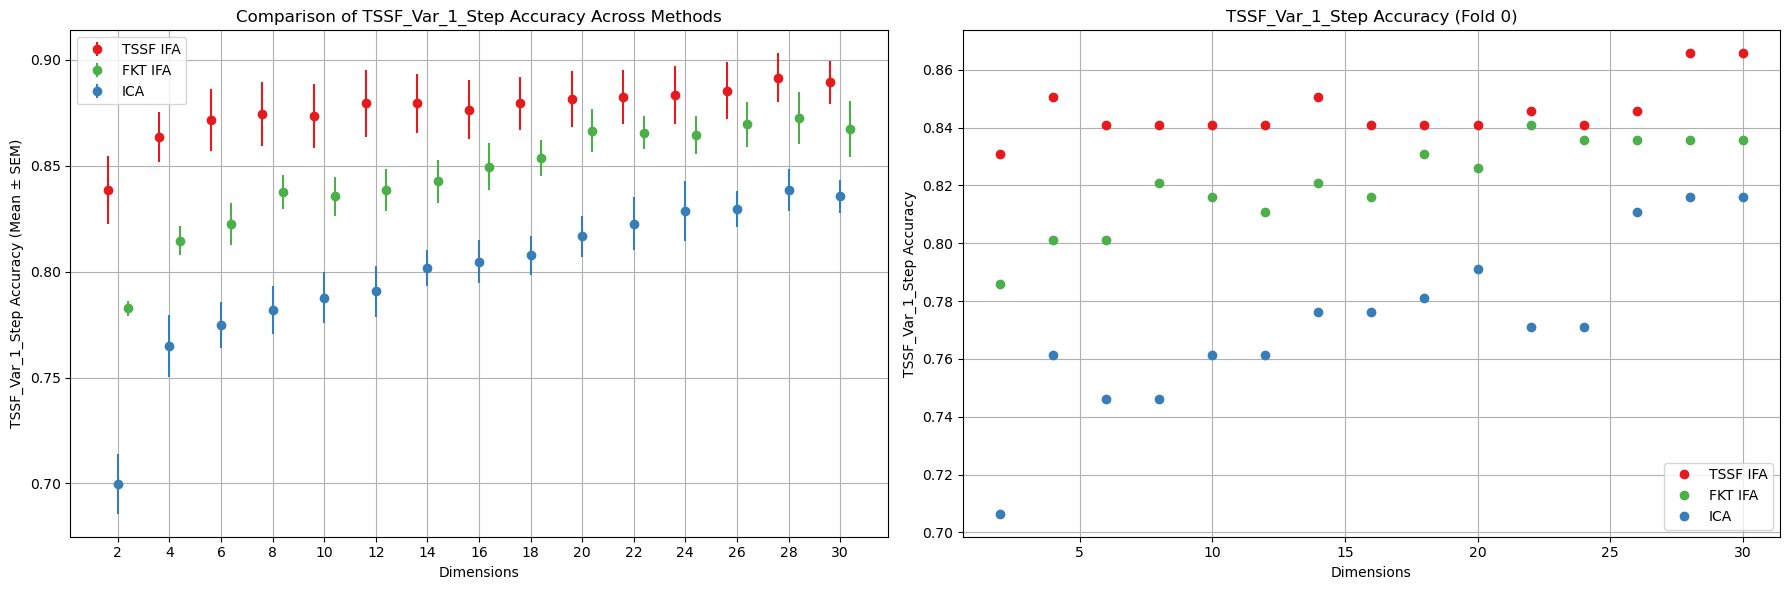 Comparison of TSSF_Var_1_Step Accuracy Across Methods
TSSF_Var_1_Step Accuracy (Mean ± SEM)
0.90
0.85
0.80
0.75
0.70
TSSF IFA
FKT IFA
ICA
2 4 6 8 10 12 14 16 18 20 22 24 26 28 30
Dimensions
TSSF_Var_1_Step Accuracy (Fold 0)
TSSF_Var_1_Step Accuracy
0.86
0.84
0.82
0.80
0.78
0.76
0.74
0.72
0.70
TSSF IFA
FKT IFA
ICA
5 10 15 20 25 30
Dimensions